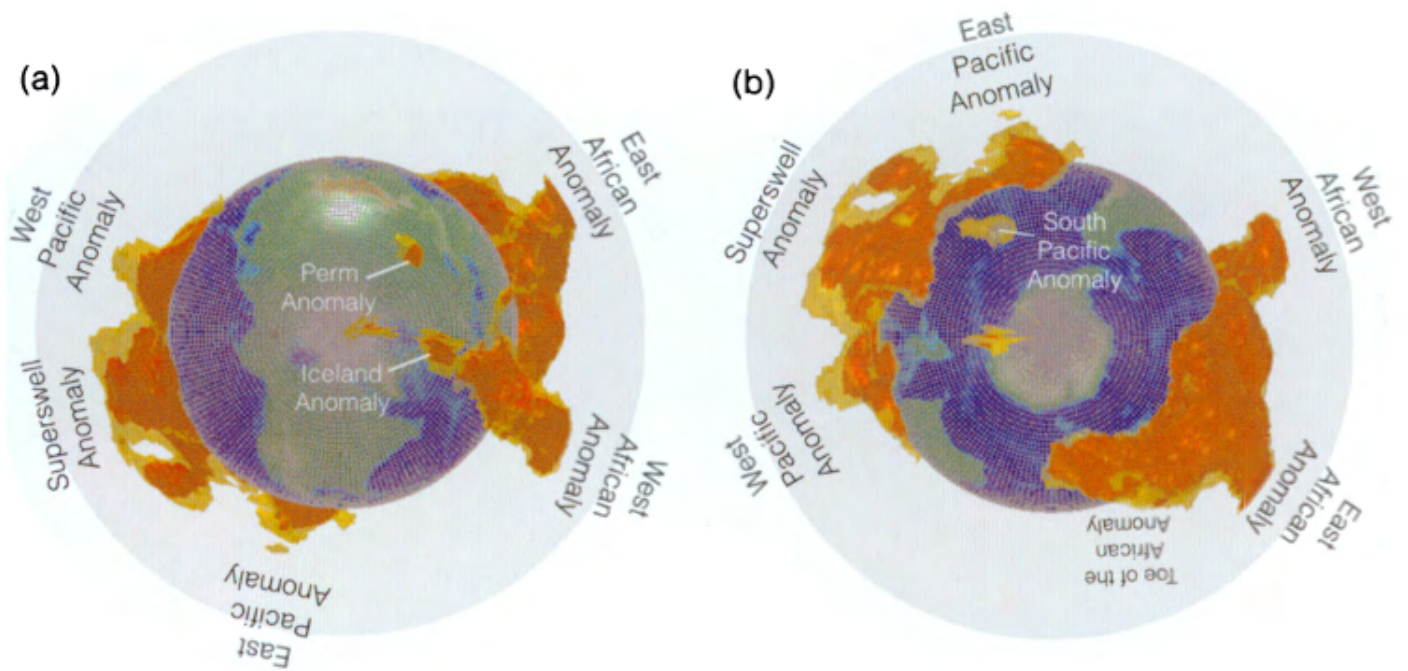 (a)
West
Pacific
Anomaly
Superswell
Anomaly
East
Pacific
Anomaly
East
African
Anomaly
West
African
Anomaly
Perm
Anomaly
Iceland
Anomaly
(b)
East
Pacific
Anomaly
Superswell
Anomaly
West
Pacific
Anomaly
South
Pacific
Anomaly
West
African
Anomaly
East
African
Anomaly
Toe of the
African
Anomaly